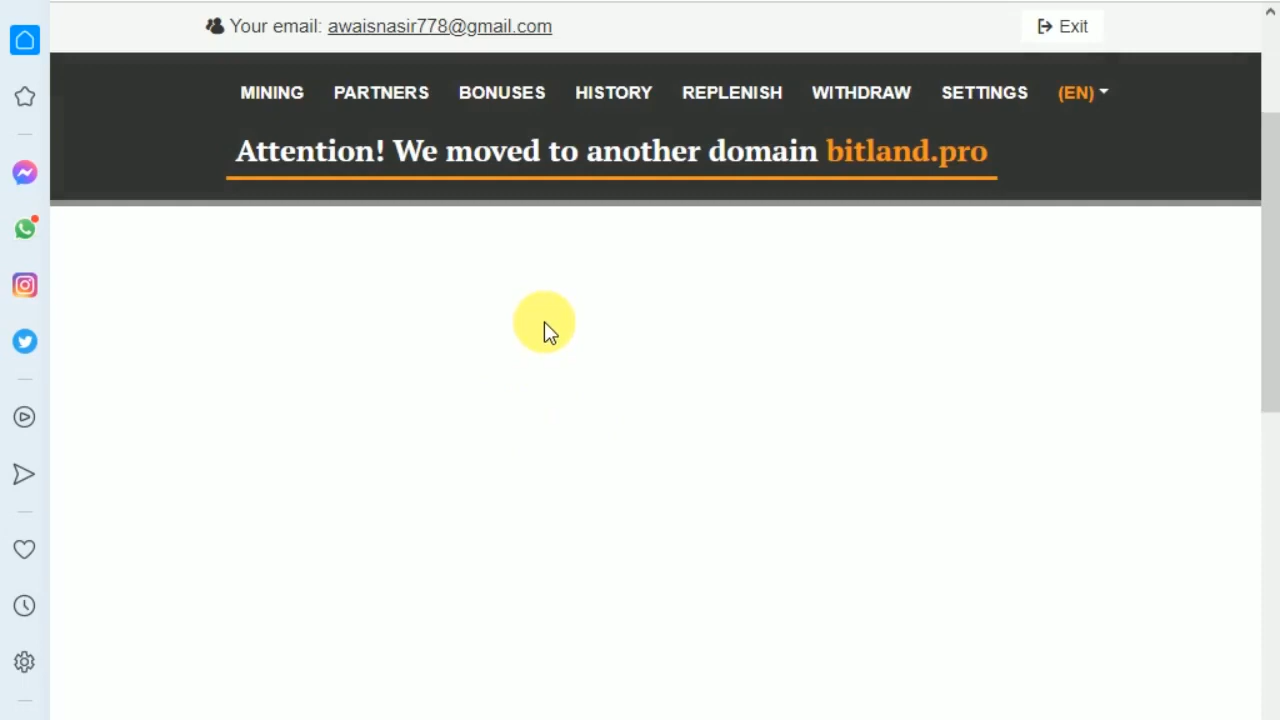 Your email: awaisnasir778@gmail.com
Exit
MINING PARTNERS BONUSES HISTORY REPLENISH WITHDRAW SETTINGS (EN)
Attention! We moved to another domain bitland.pro